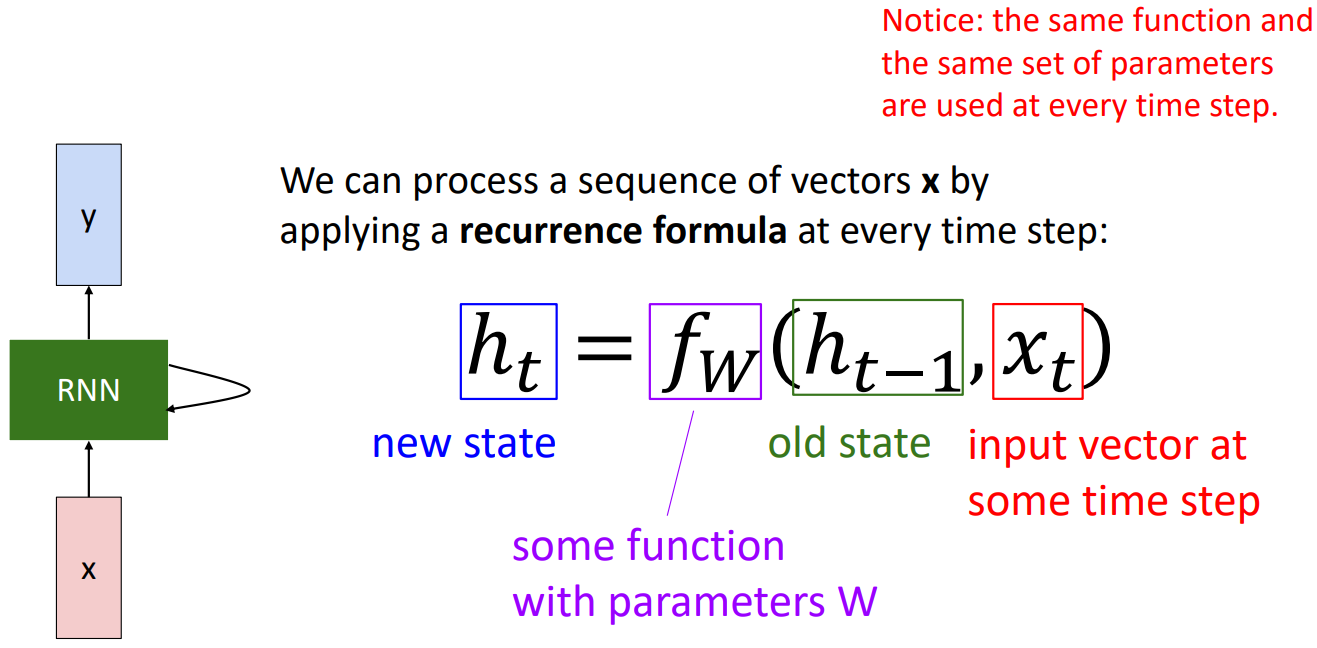 Notice: the same function and
the same set of parameters
are used at every time step.
We can process a sequence of vectors x by
applying a recurrence formula at every time step:
y
RNN
x
h_t = f_W(h_{t-1}, x_t)
new state
old state
input vector at
some time step
some function
with parameters W